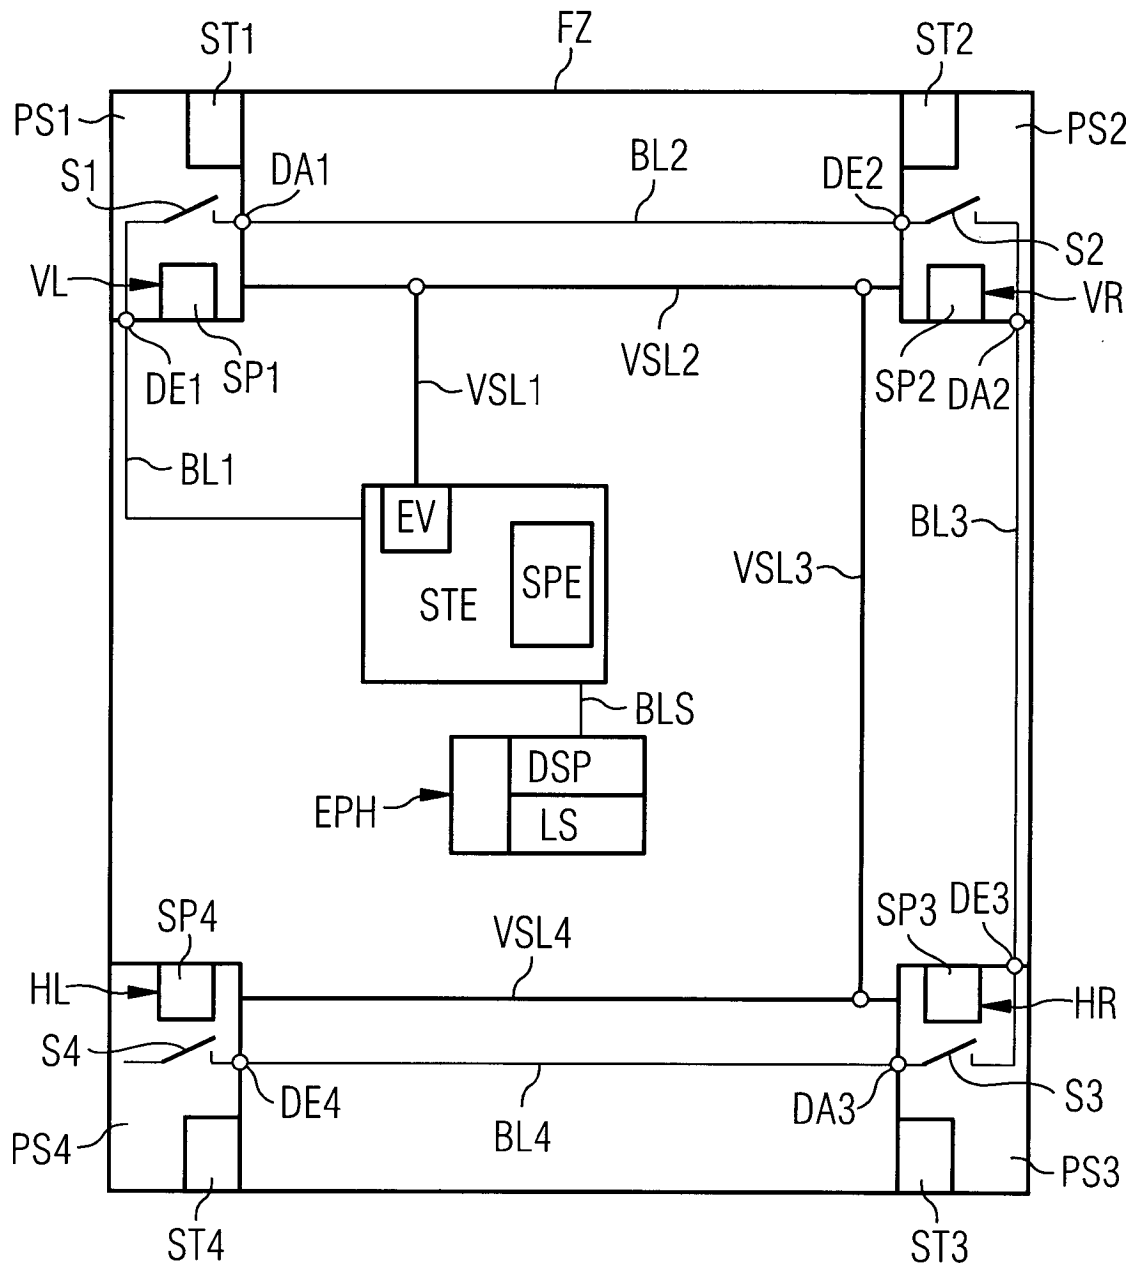 ST1
FZ
ST2
PS1
PS2
S1
DA1
BL2
DE2
S2
VL
VR
DE1
SP1
VSL1
VSL2
SP2
DA2
BL1
EV
BL3
STE
SPE
VSL3
BLS
DSP
EPH
LS
SP4
VSL4
SP3
DE3
HL
HR
S4
DE4
DA3
S3
PS4
BL4
PS3
ST4
ST3